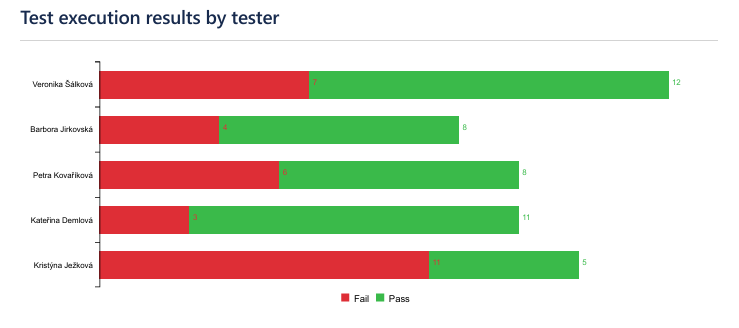 Test execution results by tester
Veronika Šálková 7 12
Barbora Jirkovská 4 8
Petra Kovaříková 6 8
Kateřina Demlová 3 11
Kristýna Ježková 11 5
Fail Pass